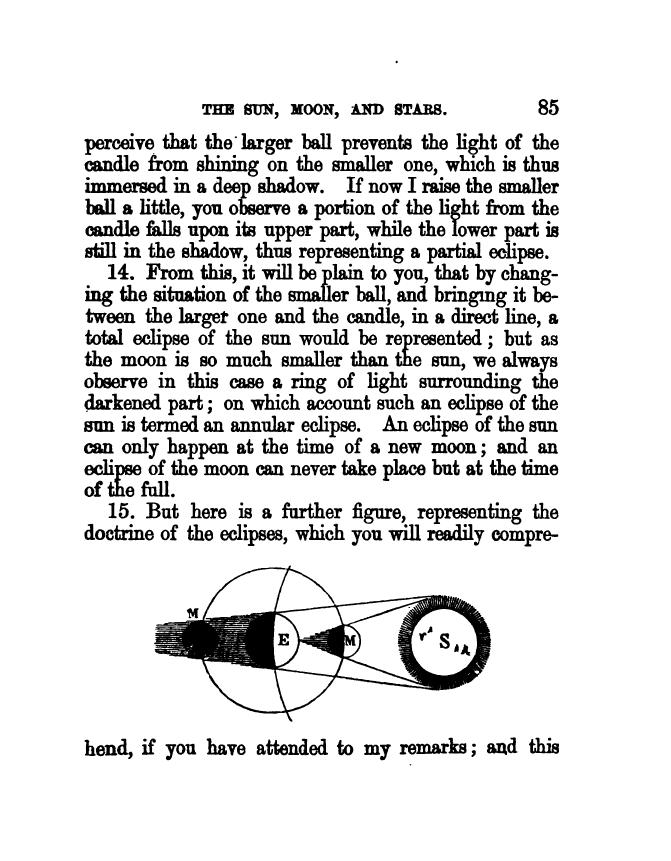 THE SUN, MOON, AND STARS. 85
perceive that the larger ball prevents the light of the
candle from shining on the smaller one, which is thus
immersed in a deep shadow. If now I raise the smaller
ball a little, you observe a portion of the light from the
candle falls upon its upper part, while the lower part is
still in the shadow, thus representing a partial eclipse.
14. From this, it will be plain to you, that by chang-
ing the situation of the smaller ball, and bringing it be-
tween the larger one and the candle, in a direct line, a
total eclipse of the sun would be represented; but as
the moon is so much smaller than the sun, we always
observe in this case a ring of light surrounding the
darkened part; on which account such an eclipse of the
sun is termed an annular eclipse. An eclipse of the sun
can only happen at the time of a new moon; and an
eclipse of the moon can never take place but at the time
of the full.
15. But here is a further figure, representing the
doctrine of the eclipses, which you will readily compre-
M
E
M
S
hend, if you have attended to my remarks; and this